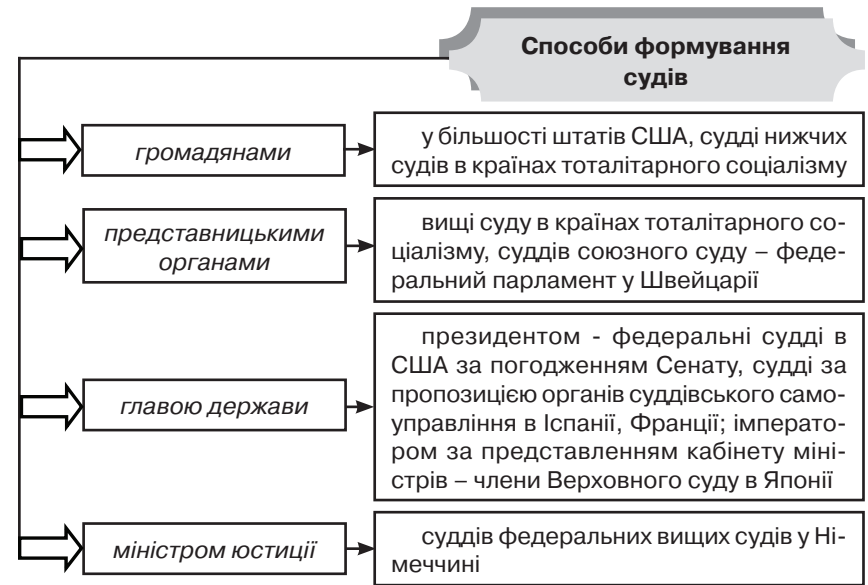 Способи формування
судів
громадянами
у більшості штатів США, судді нижчих
судів в країнах тоталітарного соціалізму
представницькими
органами
вищі суду в країнах тоталітарного со-
ціалізму, суддів союзного суду – феде-
ральний парламент у Швейцарії
главою держави
президентом - федеральні судді в
США за погодженням Сенату, судді за
пропозицією органів суддівського само-
управління в Іспанії, Франції; імперато-
ром за представленням кабінету міні-
стрів – члени Верховного суду в Японії
міністром юстиції
суддів федеральних вищих судів у Ні-
меччині